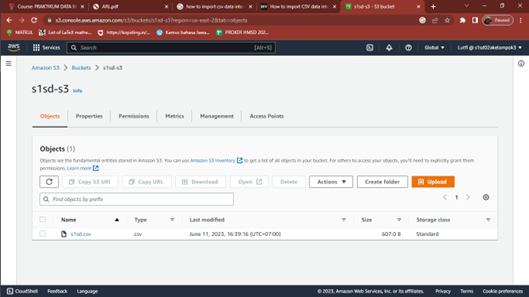 Course: PRAKTIKUM DATA M
AFE.pdf
how to import csv data into
How to import CSV data int
s1sd-s3 - S3 bucket
s3.console.aws.amazon.com/s3/buckets/s1sd-s3?region=us-east-2&tab=objects
Paused
MATKUL
List of LaTeX mathe
https://kopsting.in/
Kamus bahasa Jawa
PROKER HMSD 202
aws
Services
Search
[Alt+S]
Global
Amazon S3
Buckets
s1sd-s3
s1sd-s3
Info
Objects
Properties
Permissions
Metrics
Management
Access Points
Objects (1)
Objects are the fundamental entities stored in Amazon S3. You can use Amazon S3 inventory to get a list of all objects in your bucket. For others to access your objects, you'll need to explicitly grant them
permissions. Learn more
Copy S3 URI
Copy URL
Download
Open
Delete
Actions
Create folder
Upload
Find objects by prefix
1
Name
Type
Last modified
Size
Storage class
s1sd.csv
csv
June 11, 2023, 16:39:16 (UTC+07:00)
607.0 B
Standard
CloudShell
Feedback
Language
© 2023, Amazon Web Services, Inc. or its affiliates.
Privacy
Terms
Cookie preferences